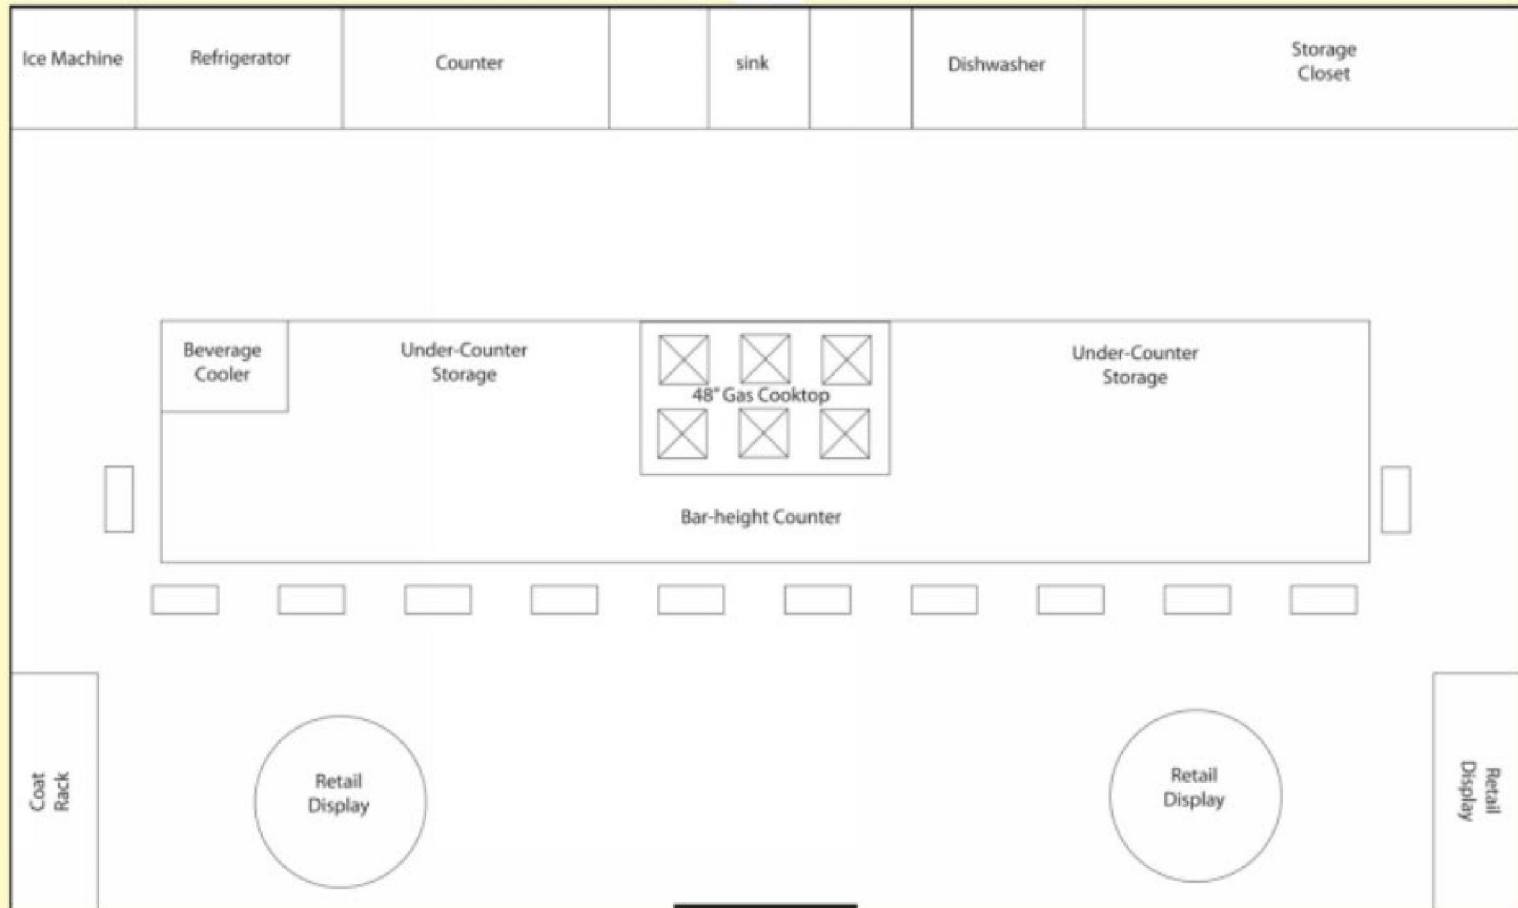 Ice Machine
Refrigerator
Counter
sink
Dishwasher
Storage
Closet
Beverage
Cooler
Under-Counter
Storage
48" Gas Cooktop
Under-Counter
Storage
Bar-height Counter
Coat
Rack
Retail
Display
Retail
Display
Retail
Display